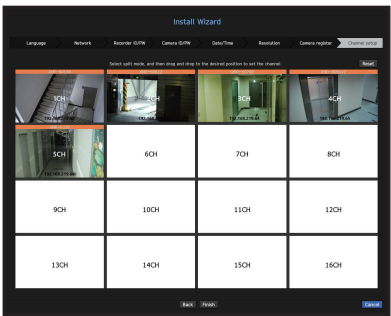 Install Wizard
Language Network Recorder ID/PW Camera ID/PW Date/Time Resolution Camera register Channel setup
Select split mode, and then drag and drop to the desired position to set the channel. Reset
1CH 2CH 3CH 4CH
5CH 6CH 7CH 8CH
9CH 10CH 11CH 12CH
13CH 14CH 15CH 16CH
Back Finish Cancel